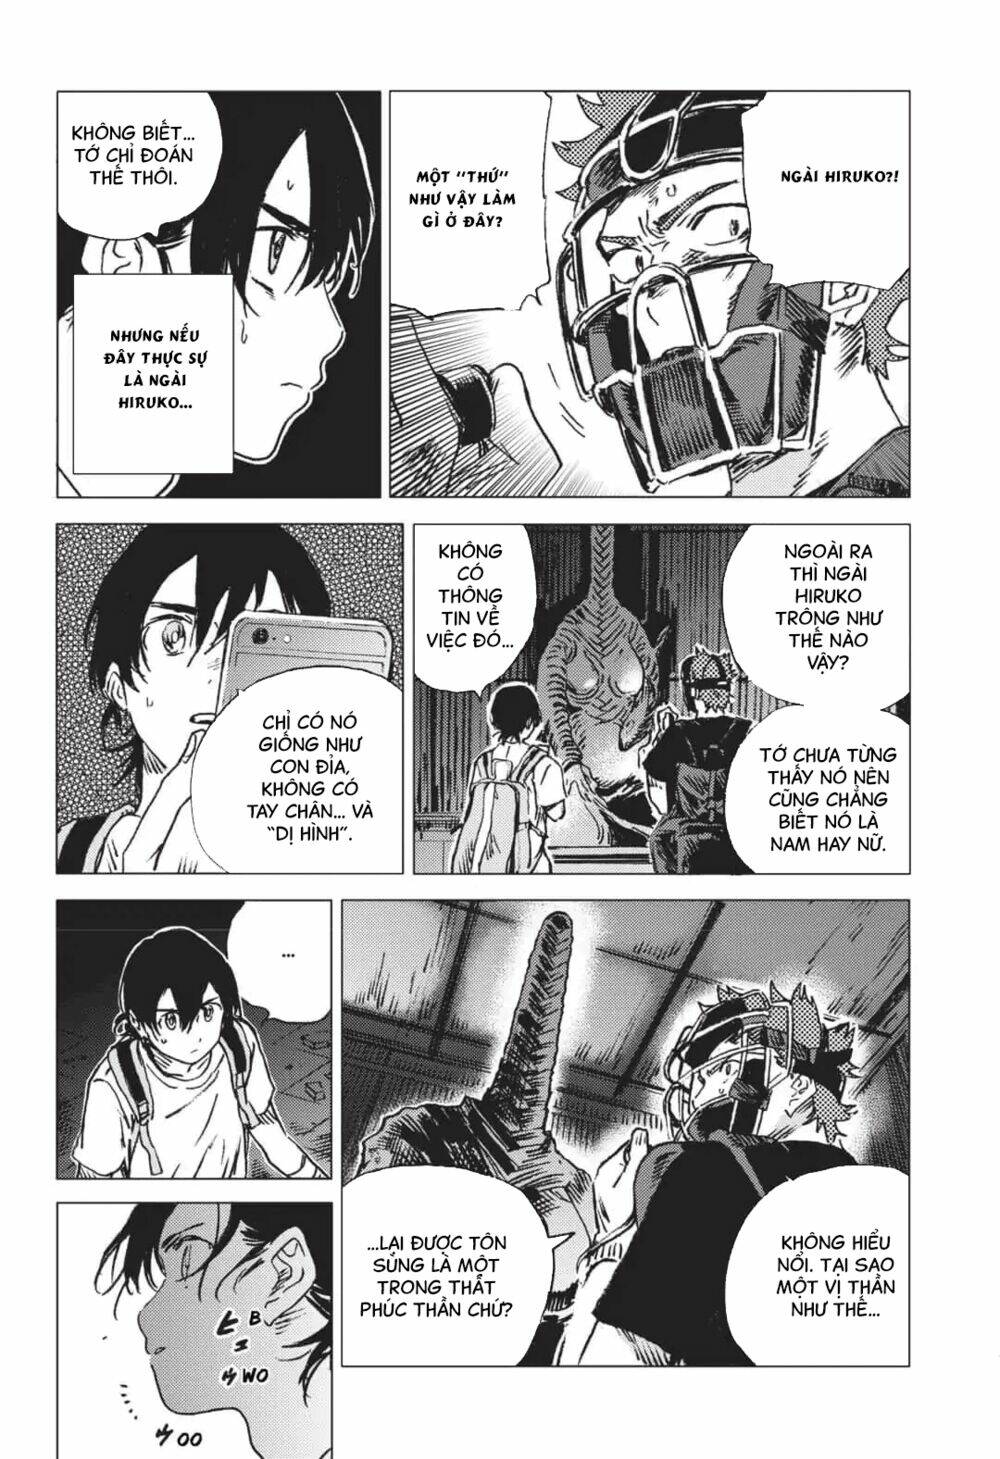 NGÀI HIRUKO?!
MỘT "THỨ"
NHƯ VẬY LÀM
GÌ Ở ĐÂY?
KHÔNG BIẾT...
TỚ CHỈ ĐOÁN
THẾ THÔI.
NHƯNG NẾU
ĐÂY THỰC SỰ
LÀ NGÀI
HIRUKO...
NGOÀI RA
THÌ NGÀI
HIRUKO
TRÔNG NHƯ
THẾ NÀO
VẬY?
TỚ CHƯA TỪNG
THẤY NÓ NÊN
CŨNG CHẲNG
BIẾT NÓ LÀ
NAM HAY NỮ.
KHÔNG
CÓ
THÔNG
TIN VỀ
VIỆC ĐÓ...
CHỈ CÓ NÓ
GIỐNG NHƯ
CON ĐỈA,
KHÔNG CÓ
TAY CHÂN... VÀ
"DỊ HÌNH".
KHÔNG HIỂU
NỔI. TẠI SAO
MỘT VỊ THẦN
NHƯ THẾ...
...LẠI ĐƯỢC TÔN
SÙNG LÀ MỘT
TRONG THẤT
PHÚC THẦN CHỨ?
...
ヒュウ
B
WO
ウ OO